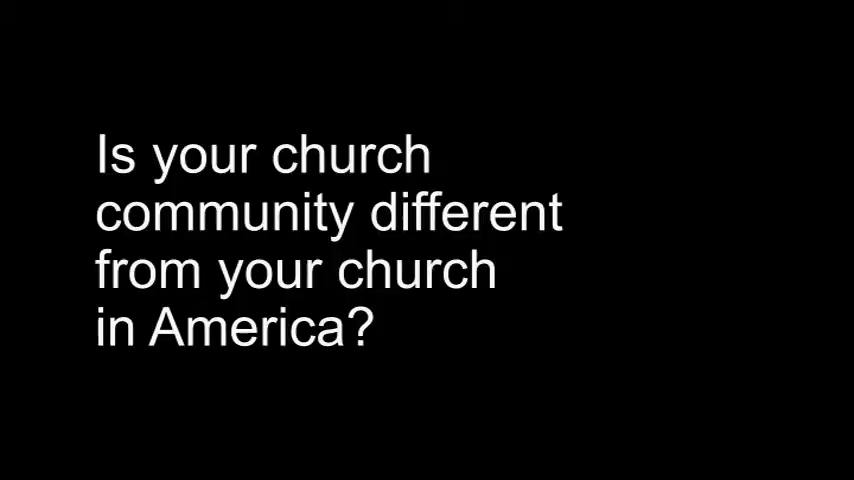 Is your church
community different
from your church
in America?